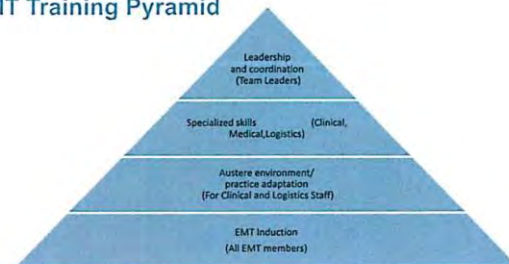 IT Training Pyramid
Leadership
and coordination
(Team Leaders)
Specialized skills (Clinical,
Medical,Logistics)
Austere environment/
practice adaptation
(For Clinical and Logistics Staff)
EMT Induction
(All EMT members)